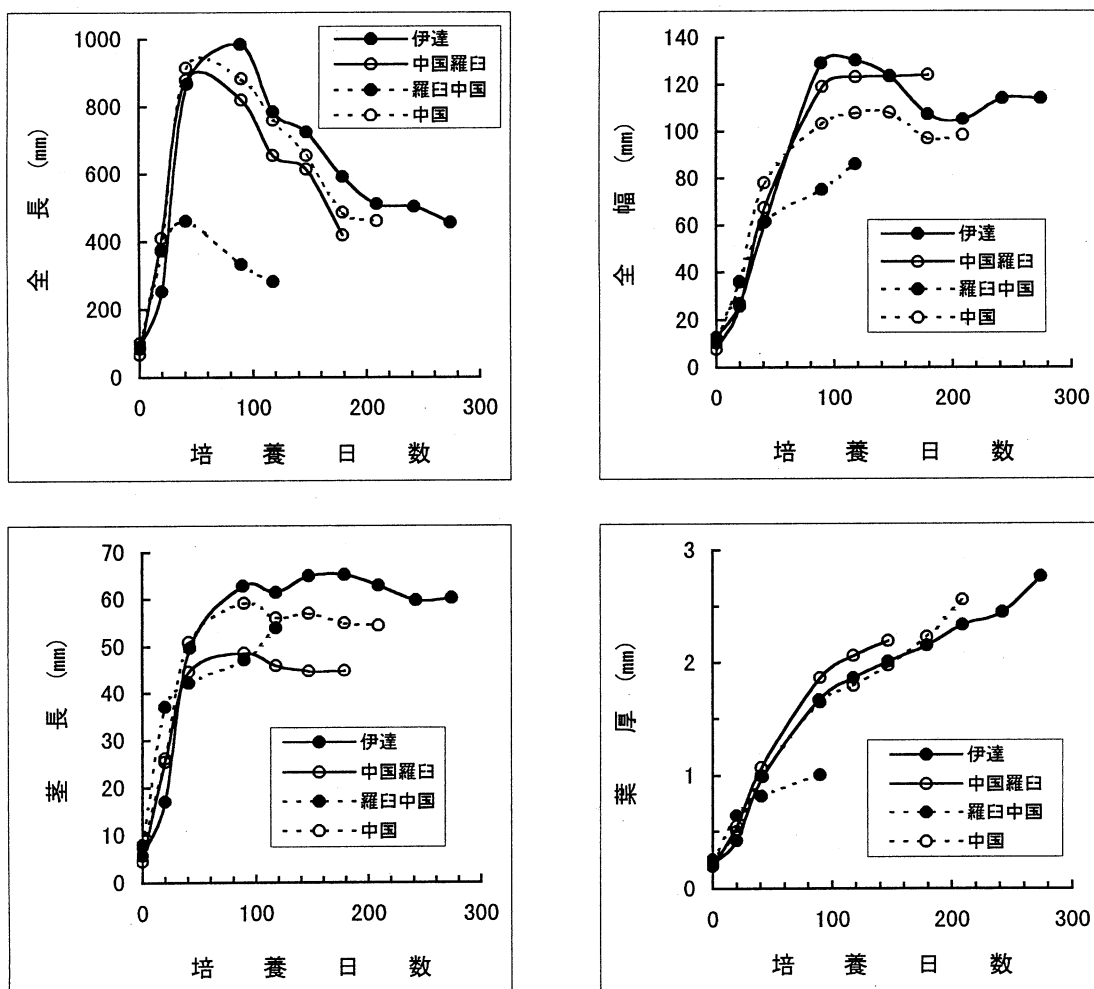 全長 (mm)
1000
800
600
400
200
0
伊達
中国羅臼
羅臼中国
中国
0 100 200 300
培養日数
全幅 (mm)
140
120
100
80
60
40
20
0
伊達
中国羅臼
羅臼中国
中国
0 100 200 300
培養日数
茎長 (mm)
70
60
50
40
30
20
10
0
伊達
中国羅臼
羅臼中国
中国
0 100 200 300
培養日数
葉厚 (mm)
3
2
1
0
伊達
中国羅臼
羅臼中国
中国
0 100 200 300
培養日数